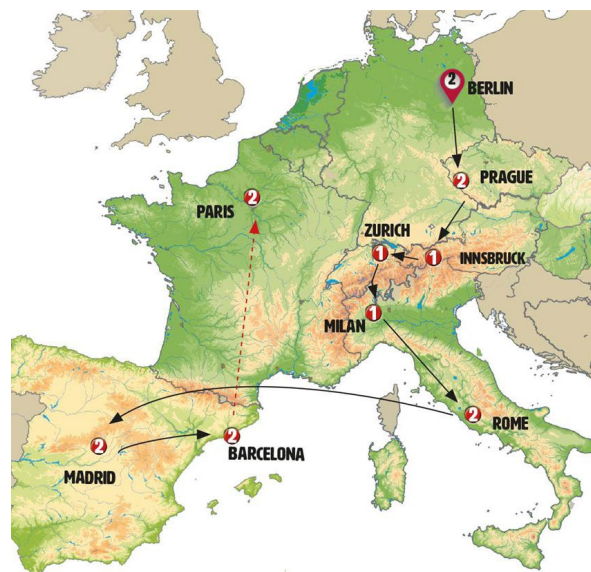 2
BERLIN
2
PRAGUE
2
PARIS
ZURICH
1
1
INNSBRUCK
1
MILAN
2
ROME
2
MADRID
2
BARCELONA